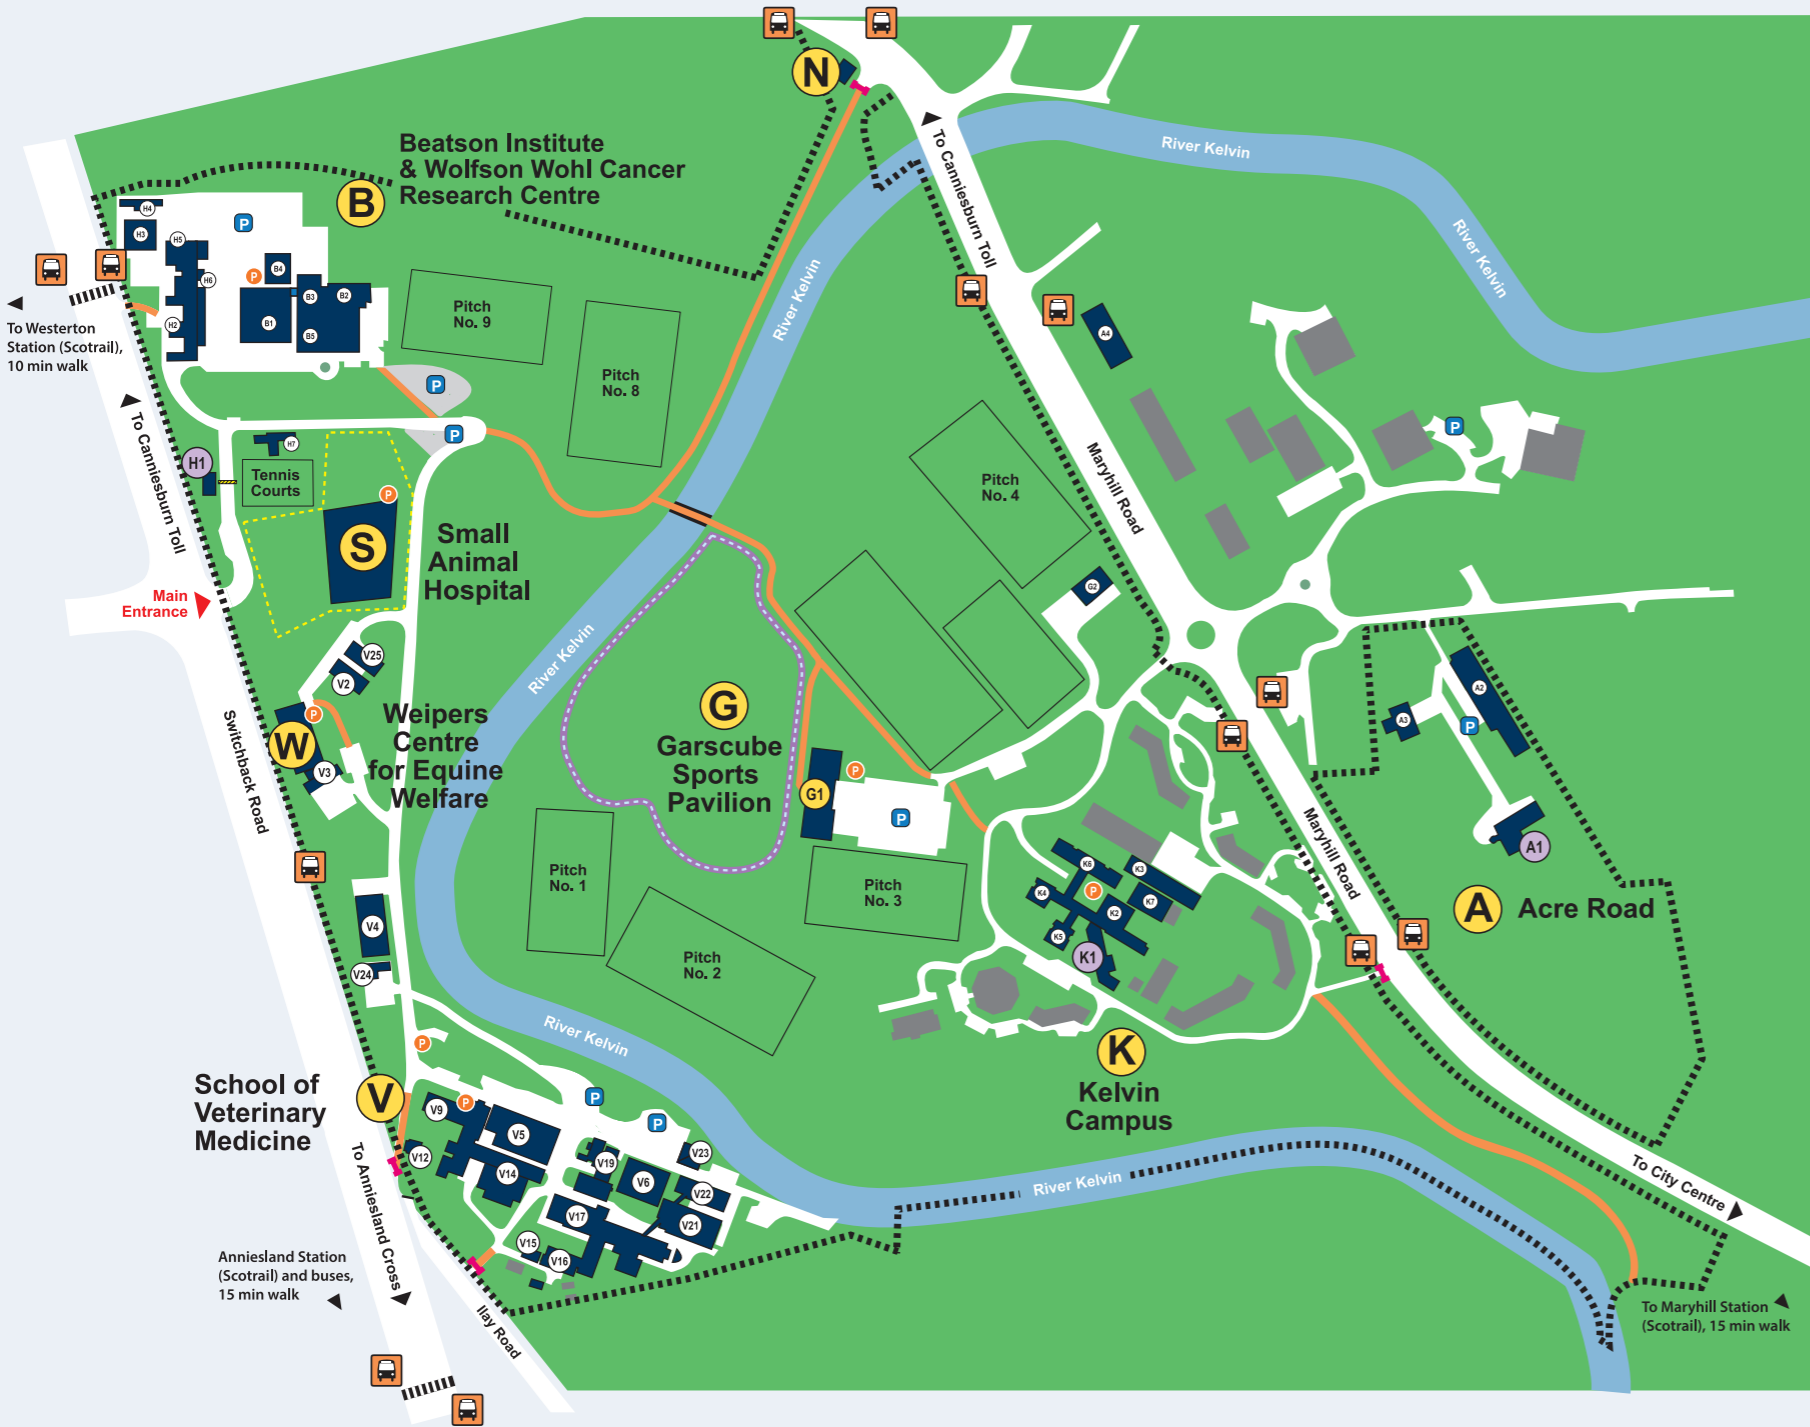 N
To Canniesburn Toll
River Kelvin
River Kelvin
Beatson Institute
& Wolfson Wohl Cancer
Research Centre
B
P
H4
H3
H5
H6
H2
P
B4
B3
B2
B1
B5
To Westerton
Station (Scotrail),
10 min walk
Pitch
No. 9
Pitch
No. 8
River Kelvin
A4
P
P
P
To Canniesburn Toll
H1
H7
Tennis
Courts
P
S
Small
Animal
Hospital
Pitch
No. 4
Maryhill Road
G2
Main
Entrance
River Kelvin
V25
V2
P
W
V3
Weipers
Centre
for Equine
Welfare
Switchback Road
G
Garscube
Sports
Pavilion
G1
P
P
A2
A3
P
A1
A
Acre Road
Maryhill Road
Pitch
No. 1
Pitch
No. 2
Pitch
No. 3
K6
K3
K4
P
K7
K2
K5
K1
K
Kelvin
Campus
V4
V24
River Kelvin
P
School of
Veterinary
Medicine
V
V9
P
V5
V12
V14
P
P
V19
V23
V6
V22
V17
V21
V15
V16
River Kelvin
To City Centre
To Anniesland Cross
Anniesland Station
(Scotrail) and buses,
15 min walk
Ilay Road
To Maryhill Station
(Scotrail), 15 min walk